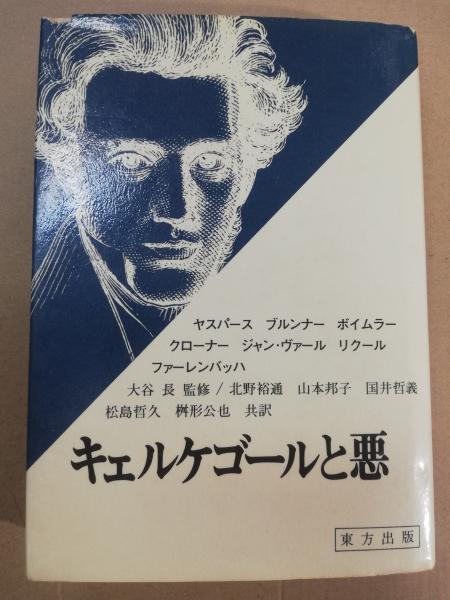 ヤスパース ブルンナー ボイムラー
クローナー ジャン・ヴァール リクール
ファーレンバッハ
大谷 長 監修/北野裕通 山本邦子 国井哲義
松島哲久 桝形公也 共訳
キェルケゴールと悪
東方出版